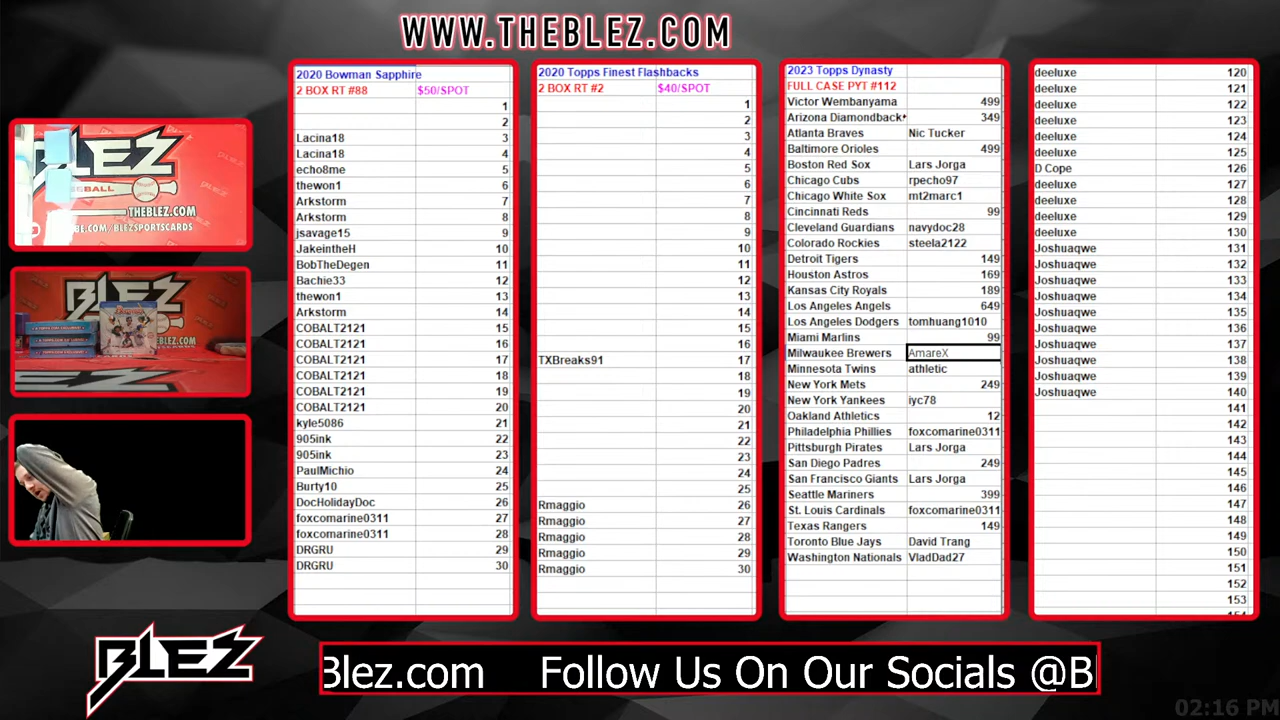 WWW.THEBLEZ.COM
BLEZ
BASEBALL
THEBLEZ.COM
BE.COM/ BLEZSPORTSCARDS
BLEZ
BLEZ
2020 Bowman Sapphire
2 BOX RT #88 $50/SPOT
1
2
Lacina18 3
Lacina18 4
echo8me 5
thewon1 6
Arkstorm 7
Arkstorm 8
jsavage15 9
JakeintheH 10
BobTheDegen 11
Bachie33 12
thewon1 13
Arkstorm 14
COBALT2121 15
COBALT2121 16
COBALT2121 17
COBALT2121 18
COBALT2121 19
COBALT2121 20
kyle5086 21
905ink 22
905ink 23
PaulMichio 24
Burty10 25
DocHolidayDoc 26
foxcomarine0311 27
foxcomarine0311 28
DRGRU 29
DRGRU 30
2020 Topps Finest Flashbacks
2 BOX RT #2 $40/SPOT
1
2
3
4
5
6
7
8
9
10
11
12
13
14
15
16
TXBreaks91 17
18
19
20
21
22
23
24
25
Rmaggio 26
Rmaggio 27
Rmaggio 28
Rmaggio 29
Rmaggio 30
2023 Topps Dynasty
FULL CASE PYT #112
Victor Wembanyama 499
Arizona Diamondback 349
Atlanta Braves Nic Tucker
Baltimore Orioles 499
Boston Red Sox Lars Jorga
Chicago Cubs rpecho97
Chicago White Sox mt2marc1
Cincinnati Reds 99
Cleveland Guardians navydoc28
Colorado Rockies steela2122
Detroit Tigers 149
Houston Astros 169
Kansas City Royals 189
Los Angeles Angels 649
Los Angeles Dodgers tomhuang1010
Miami Marlins 99
Milwaukee Brewers AmareX
Minnesota Twins athletic
New York Mets 249
New York Yankees iyc78
Oakland Athletics 12
Philadelphia Phillies foxcomarine0311
Pittsburgh Pirates Lars Jorga
San Diego Padres 249
San Francisco Giants Lars Jorga
Seattle Mariners 399
St. Louis Cardinals foxcomarine0311
Texas Rangers 149
Toronto Blue Jays David Trang
Washington Nationals VladDad27
deeluxe 120
deeluxe 121
deeluxe 122
deeluxe 123
deeluxe 124
deeluxe 125
D Cope 126
deeluxe 127
deeluxe 128
deeluxe 129
deeluxe 130
Joshuaqwe 131
Joshuaqwe 132
Joshuaqwe 133
Joshuaqwe 134
Joshuaqwe 135
Joshuaqwe 136
Joshuaqwe 137
Joshuaqwe 138
Joshuaqwe 139
Joshuaqwe 140
141
142
143
144
145
146
147
148
149
150
151
152
153
154
BLEZ
Blez.com Follow Us On Our Socials @B
02:16 PM